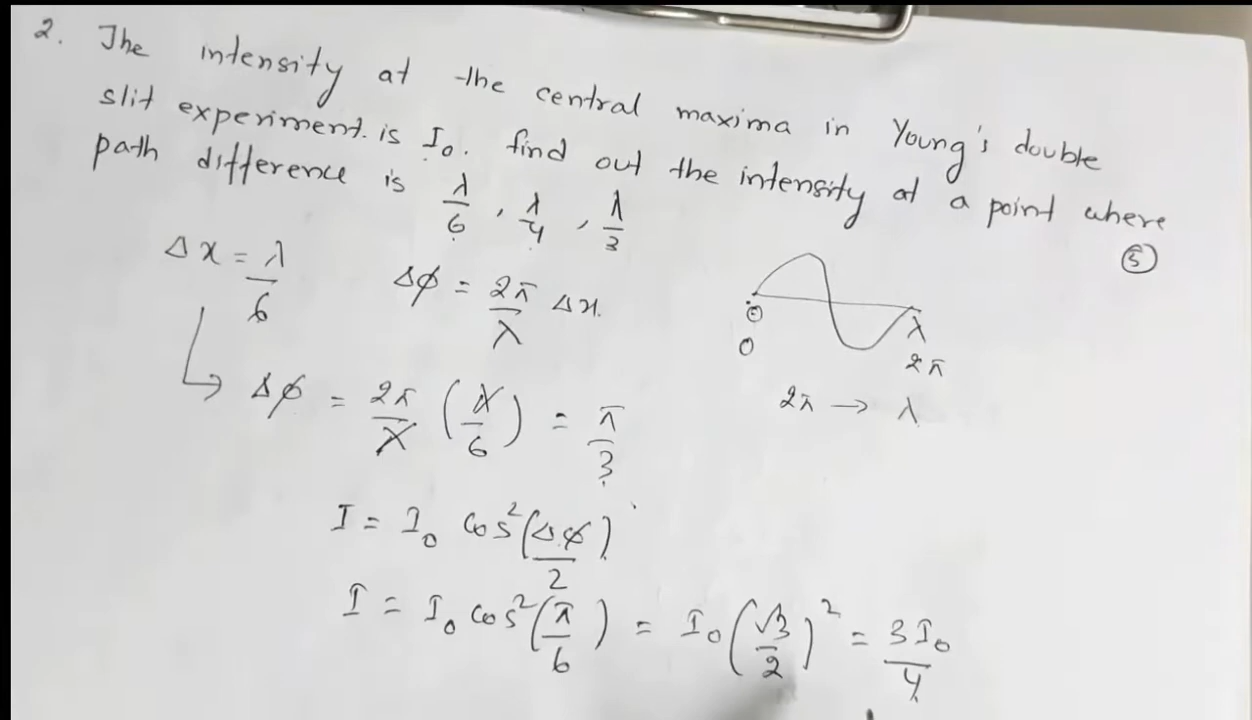 2. The intensity at the central maxima in Young's double
slit experiment. is I₀. find out the intensity at a point where
path difference is λ/6, λ/4, λ/3
⑤
Δx = λ/6
Δϕ = 2π/λ Δx.
0 λ
0 2π
2π → λ
↳ Δϕ = 2π/λ (λ/6) = π/3
I = I₀ cos²(Δϕ/2)
I = I₀ cos²(π/6) = I₀(√3/2)² = 3I₀/4